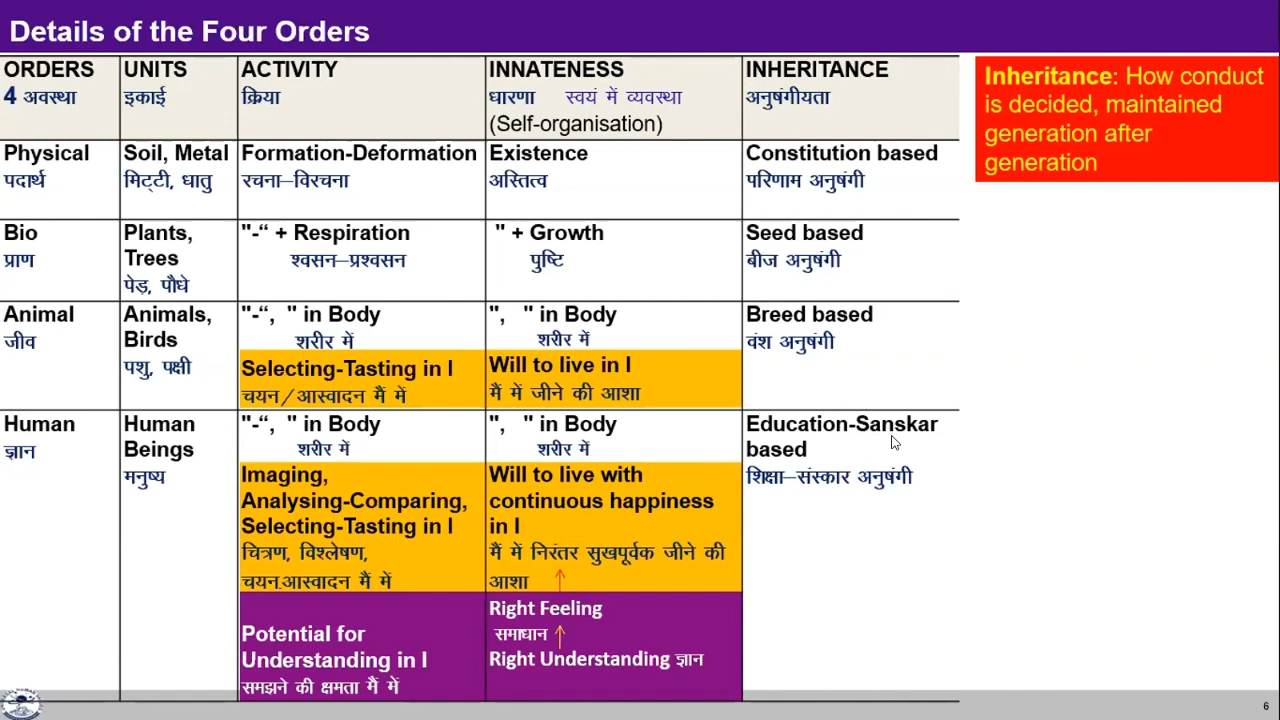 Details of the Four Orders
ORDERS
4 अवस्था
UNITS
इकाई
ACTIVITY
क्रिया
INNATENESS
धारणा स्वयं में व्यवस्था
(Self-organisation)
INHERITANCE
अनुषंगीयता
Physical
पदार्थ
Soil, Metal
मिट्टी, धातु
Formation-Deformation
रचना–विरचना
Existence
अस्तित्व
Constitution based
परिणाम अनुषंगी
Bio
प्राण
Plants,
Trees
पेड़, पौधे
"-“ + Respiration
श्वसन–प्रश्वसन
" + Growth
पुष्टि
Seed based
बीज अनुषंगी
Animal
जीव
Animals,
Birds
पशु, पक्षी
"-“, " in Body
शरीर में
Selecting-Tasting in I
चयन/आस्वादन मैं में
", " in Body
शरीर में
Will to live in I
मैं में जीने की आशा
Breed based
वंश अनुषंगी
Human
ज्ञान
Human
Beings
मनुष्य
"-“, " in Body
शरीर में
Imaging,
Analysing-Comparing,
Selecting-Tasting in I
चित्रण, विश्लेषण,
चयन.आस्वादन मैं में
Potential for
Understanding in I
समझने की क्षमता मैं में
", " in Body
शरीर में
Will to live with
continuous happiness
in I
मैं में निरंतर सुखपूर्वक जीने की
आशा ↑
Right Feeling
समाधान ↑
Right Understanding ज्ञान
Education-Sanskar
based
शिक्षा–संस्कार अनुषंगी
Inheritance: How conduct
is decided, maintained
generation after
generation
6